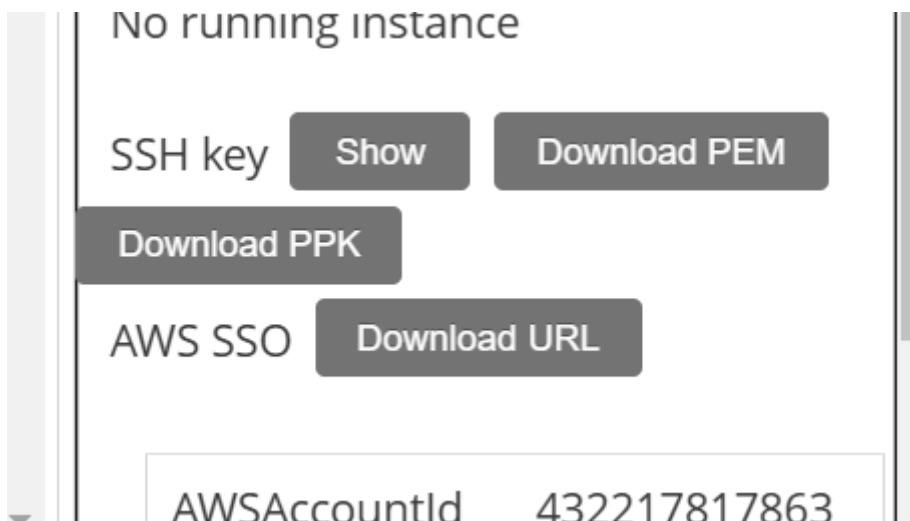 No running instance
SSH key Show Download PEM
Download PPK
AWS SSO Download URL
AWSAccountId 432217817863